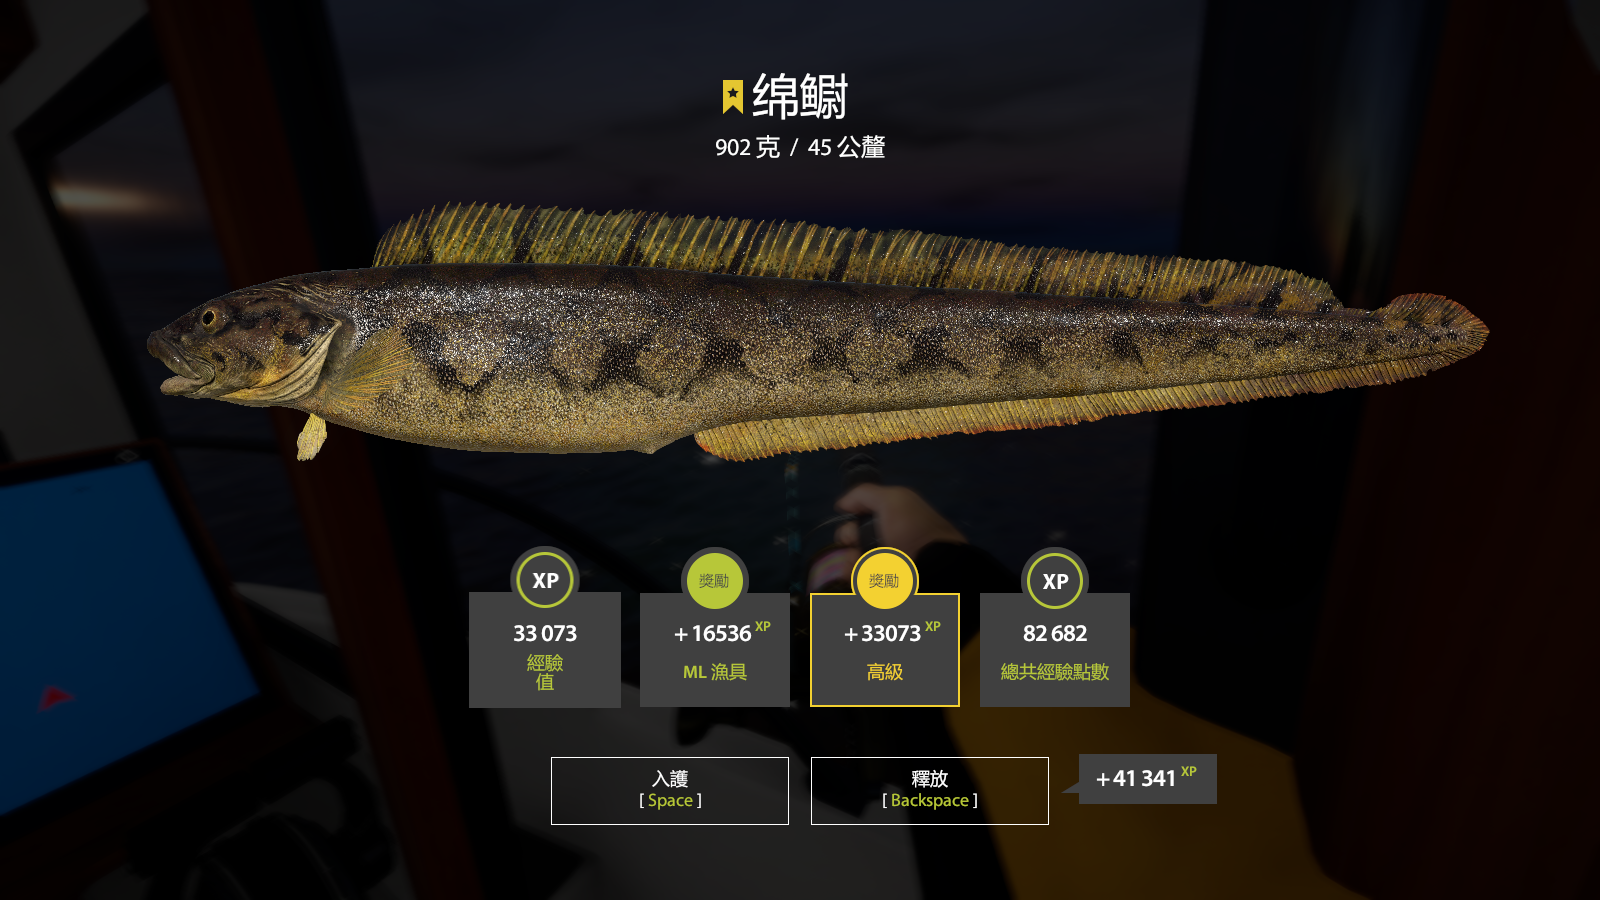 绵鳚
902 克 / 45 公釐
XP
33 073
經驗
值
獎勵
+ 16536 XP
ML 漁具
獎勵
+ 33073 XP
高級
XP
82 682
總共經驗點數
入護
[ Space ]
釋放
[ Backspace ]
+ 41 341 XP